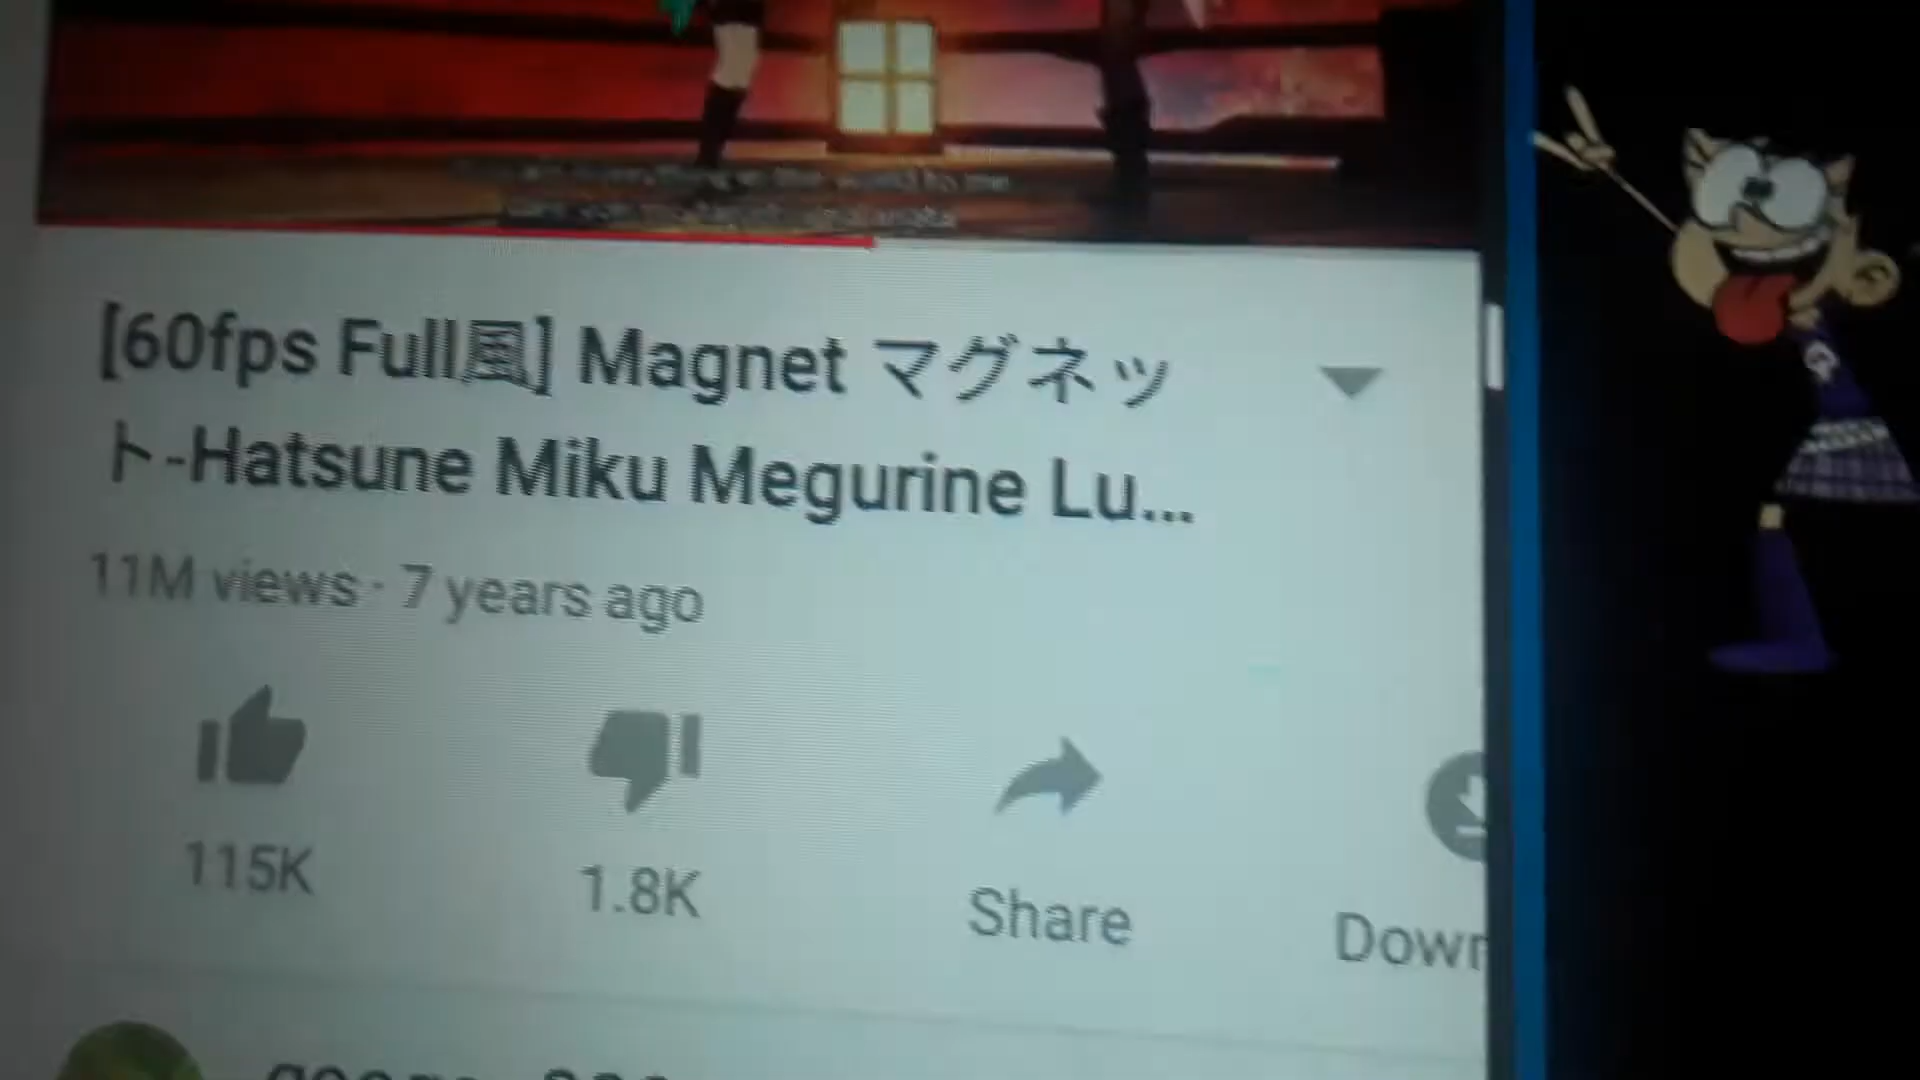 [60fps Full風] Magnet マグネッ
ト-Hatsune Miku Megurine Lu...
11M views · 7 years ago
115K
1.8K
Share
Down